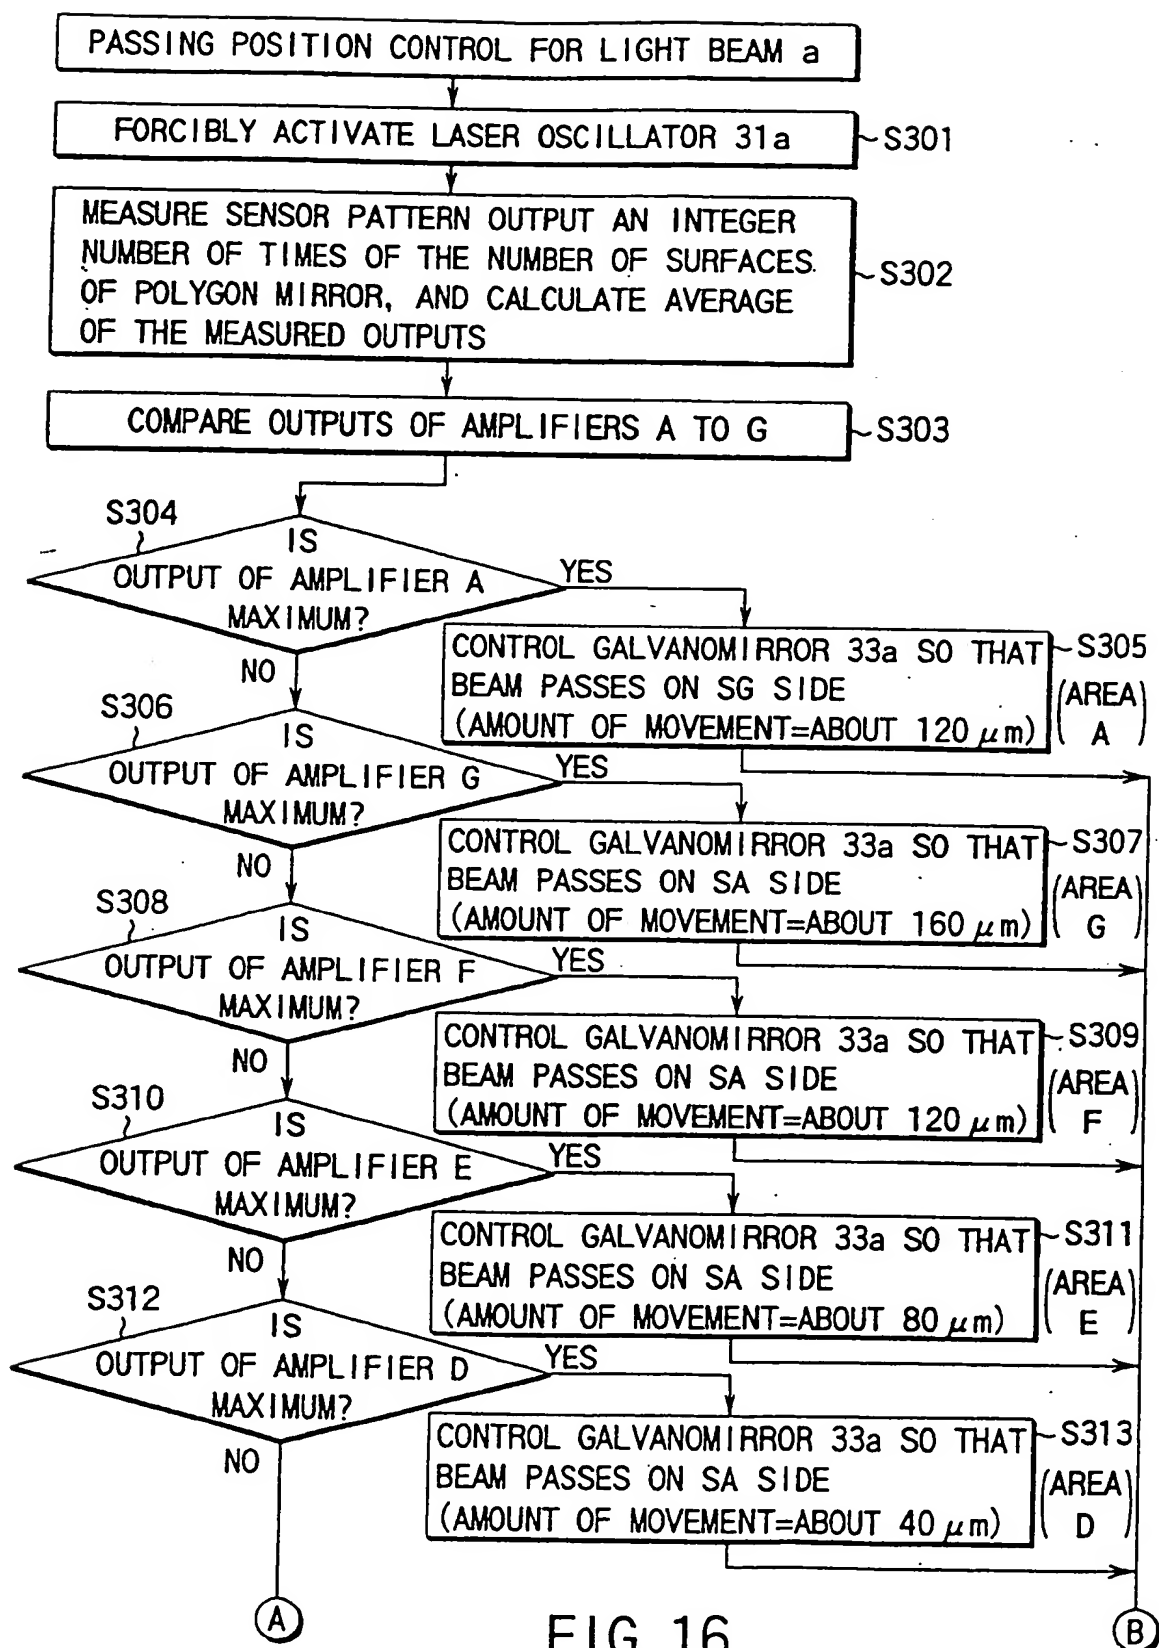 PASSING POSITION CONTROL FOR LIGHT BEAM a
FORCIBLY ACTIVATE LASER OSCILLATOR 31a
S301
MEASURE SENSOR PATTERN OUTPUT AN INTEGER
NUMBER OF TIMES OF THE NUMBER OF SURFACES
OF POLYGON MIRROR, AND CALCULATE AVERAGE
OF THE MEASURED OUTPUTS
S302
COMPARE OUTPUTS OF AMPLIFIERS A TO G
S303
S304
IS
OUTPUT OF AMPLIFIER A
MAXIMUM?
YES
NO
CONTROL GALVANOMIRROR 33a SO THAT
BEAM PASSES ON SG SIDE
(AMOUNT OF MOVEMENT=ABOUT 120 μm)
S305
(AREA
A)
S306
IS
OUTPUT OF AMPLIFIER G
MAXIMUM?
YES
NO
CONTROL GALVANOMIRROR 33a SO THAT
BEAM PASSES ON SA SIDE
(AMOUNT OF MOVEMENT=ABOUT 160 μm)
S307
(AREA
G)
S308
IS
OUTPUT OF AMPLIFIER F
MAXIMUM?
YES
NO
CONTROL GALVANOMIRROR 33a SO THAT
BEAM PASSES ON SA SIDE
(AMOUNT OF MOVEMENT=ABOUT 120 μm)
S309
(AREA
F)
S310
IS
OUTPUT OF AMPLIFIER E
MAXIMUM?
YES
NO
CONTROL GALVANOMIRROR 33a SO THAT
BEAM PASSES ON SA SIDE
(AMOUNT OF MOVEMENT=ABOUT 80 μm)
S311
(AREA
E)
S312
IS
OUTPUT OF AMPLIFIER D
MAXIMUM?
YES
NO
CONTROL GALVANOMIRROR 33a SO THAT
BEAM PASSES ON SA SIDE
(AMOUNT OF MOVEMENT=ABOUT 40 μm)
S313
(AREA
D)
A
B
FIG. 16